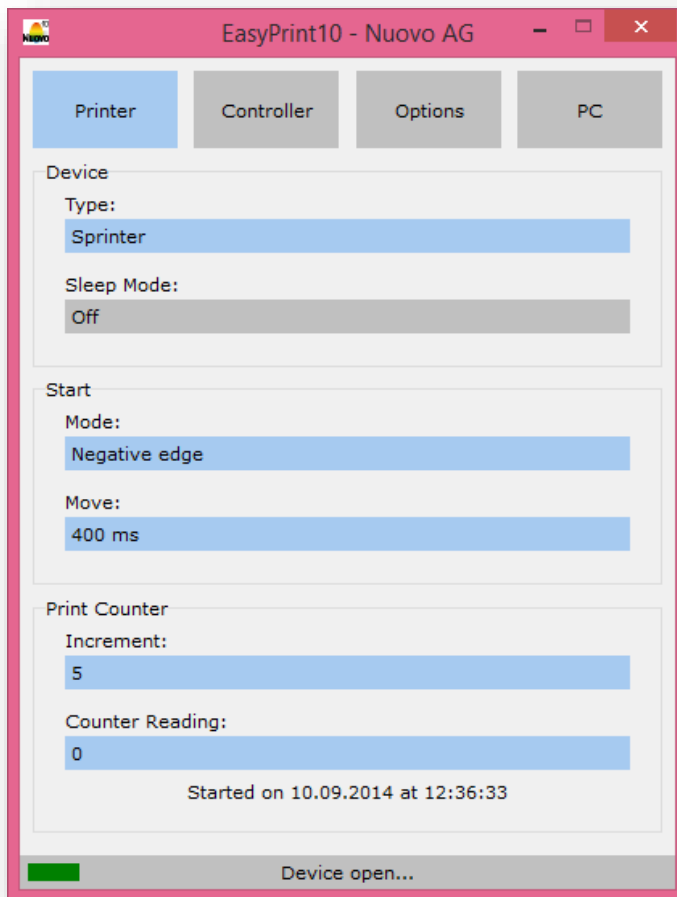 EasyPrint10 - Nuovo AG
Printer Controller Options PC
Device
Type:
Sprinter
Sleep Mode:
Off
Start
Mode:
Negative edge
Move:
400 ms
Print Counter
Increment:
5
Counter Reading:
0
Started on 10.09.2014 at 12:36:33
Device open...